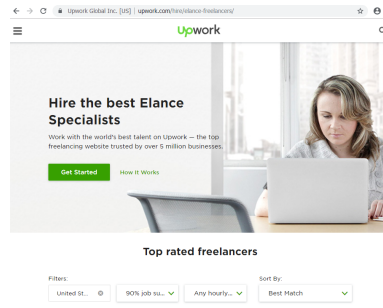 Upwork Global Inc. [US] | upwork.com/hire/elance-freelancers/
Upwork
Hire the best Elance
Specialists
Work with the world's best talent on Upwork — the top
freelancing website trusted by over 5 million businesses.
Get Started How It Works
Top rated freelancers
Filters: Sort By:
United St... 90% job su... Any hourly... Best Match